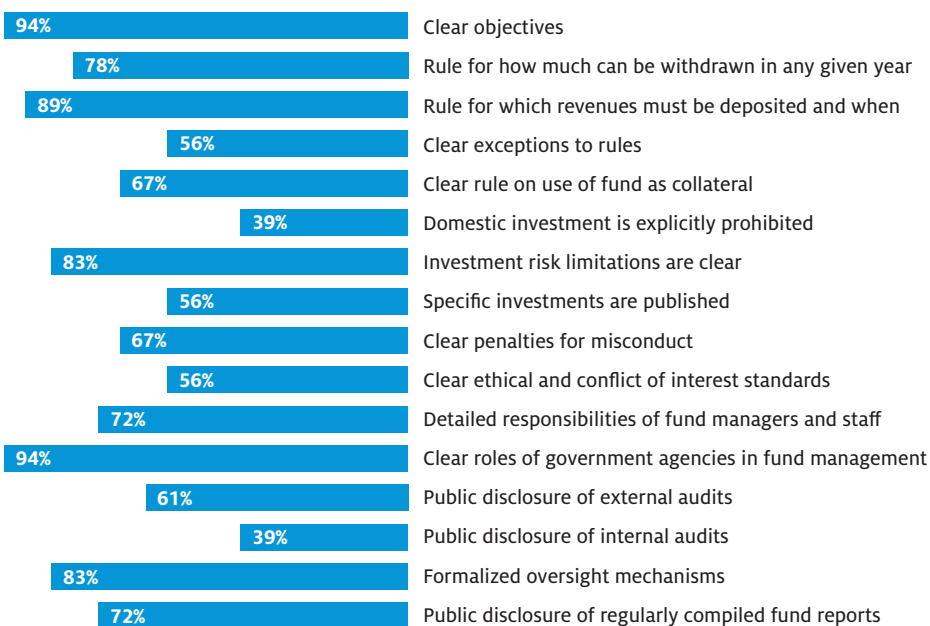 94% Clear objectives
78% Rule for how much can be withdrawn in any given year
89% Rule for which revenues must be deposited and when
56% Clear exceptions to rules
67% Clear rule on use of fund as collateral
39% Domestic investment is explicitly prohibited
83% Investment risk limitations are clear
56% Specific investments are published
67% Clear penalties for misconduct
56% Clear ethical and conflict of interest standards
72% Detailed responsibilities of fund managers and staff
94% Clear roles of government agencies in fund management
61% Public disclosure of external audits
39% Public disclosure of internal audits
83% Formalized oversight mechanisms
72% Public disclosure of regularly compiled fund reports